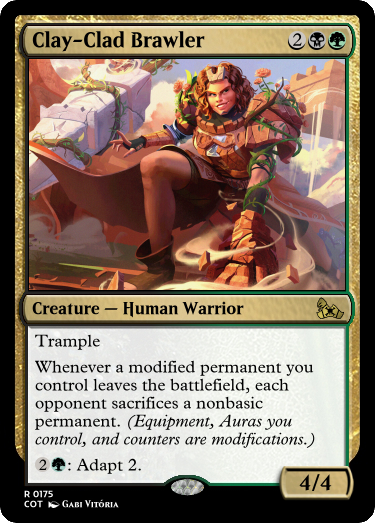 Clay-Clad Brawler 2
Creature — Human Warrior
Trample
Whenever a modified permanent you
control leaves the battlefield, each
opponent sacrifices a nonbasic
permanent. (Equipment, Auras you
control, and counters are modifications.)
2 : Adapt 2.
4/4
R 0175
COT Gabi Vitória